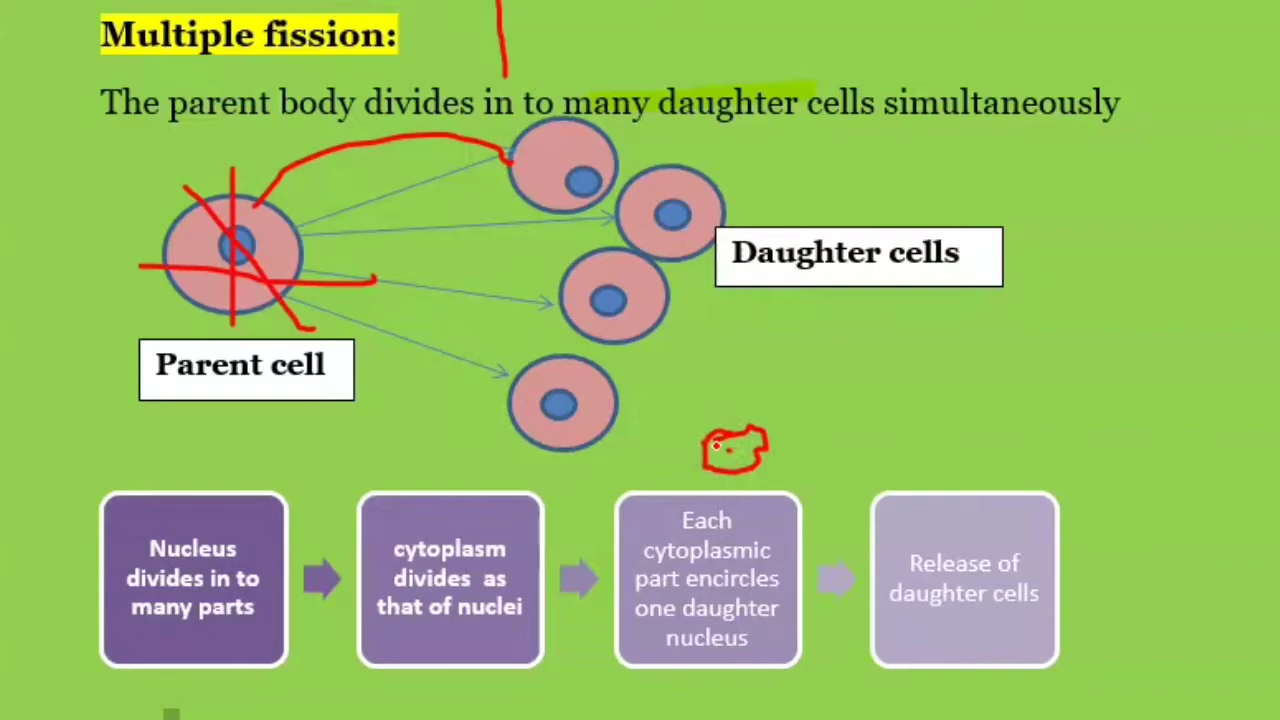 Multiple fission:
The parent body divides in to many daughter cells simultaneously
Daughter cells
Parent cell
Nucleus
divides in to
many parts
cytoplasm
divides as
that of nuclei
Each
cytoplasmic
part encircles
one daughter
nucleus
Release of
daughter cells